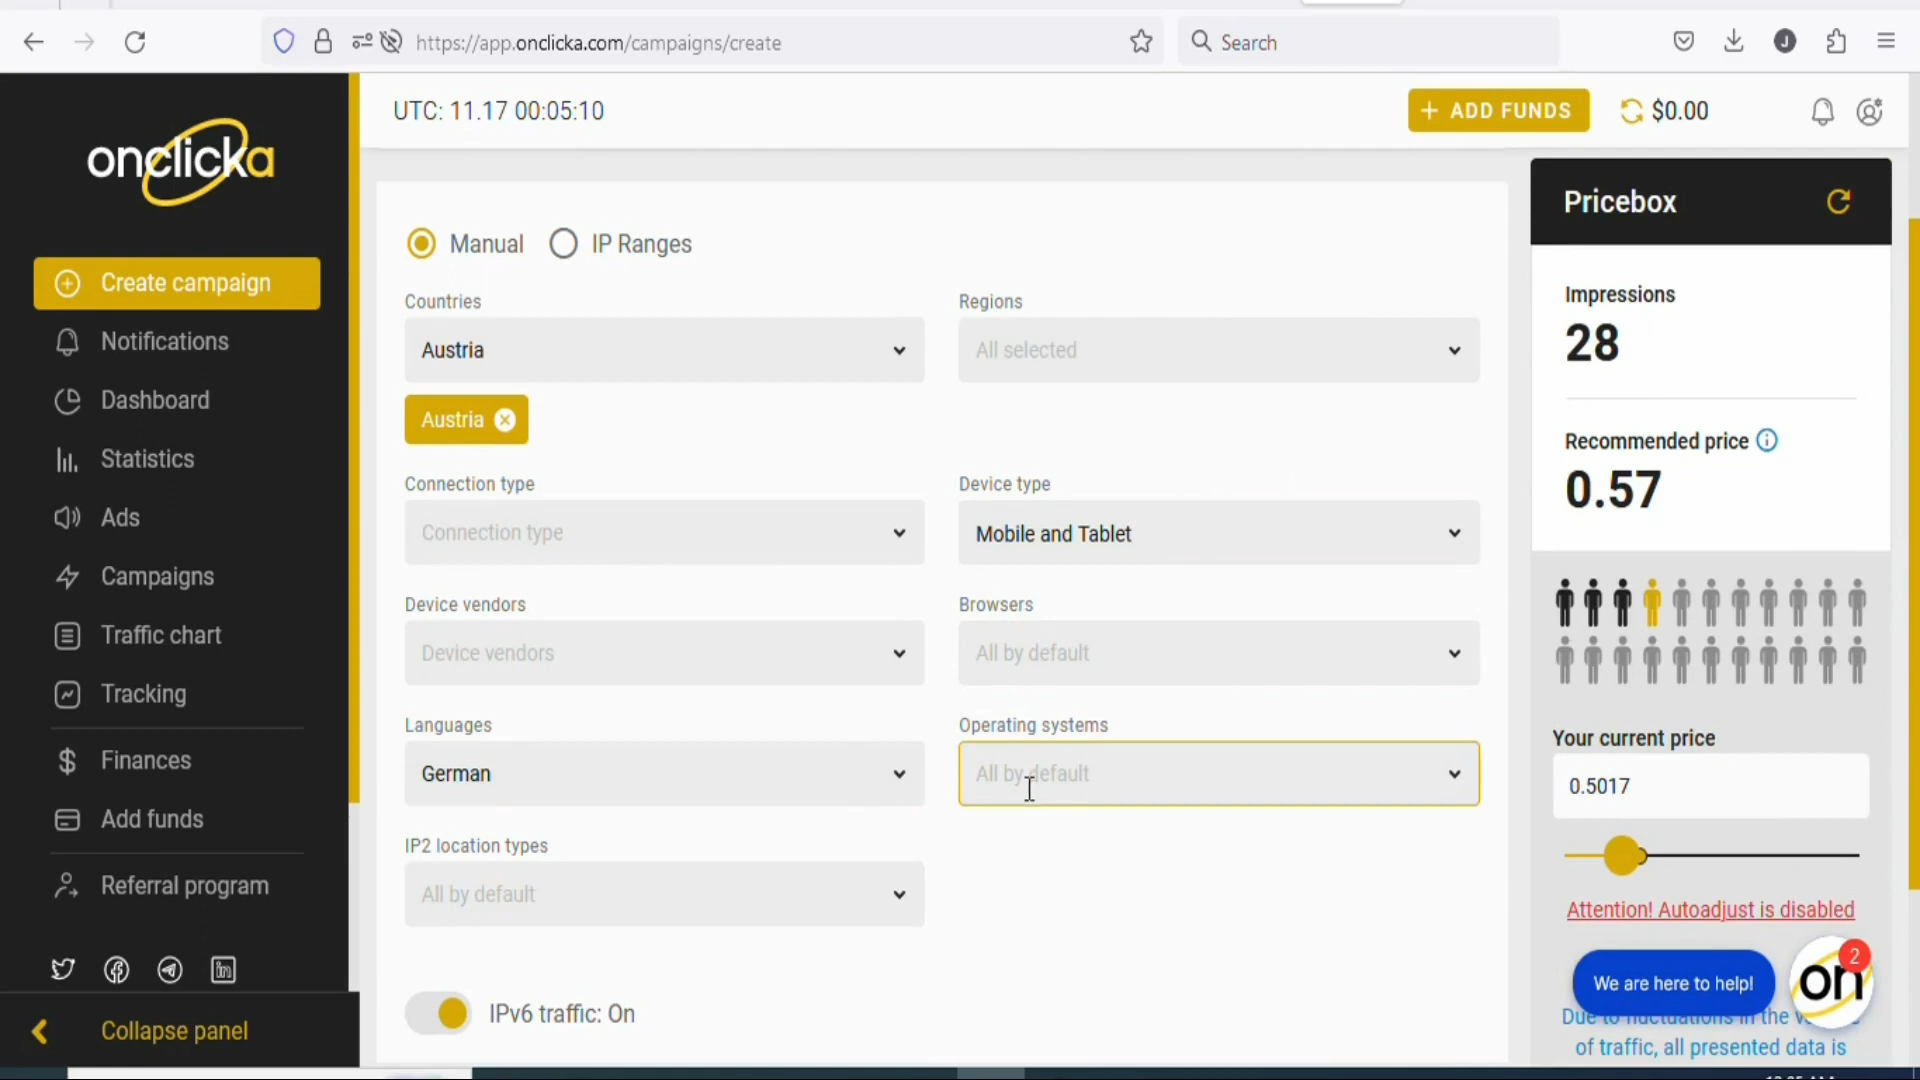 https://app.onclicka.com/campaigns/create
Search
J
onclicka
UTC: 11.17 00:05:10
+ ADD FUNDS
$0.00
Create campaign
Notifications
Dashboard
Statistics
Ads
Campaigns
Traffic chart
Tracking
Finances
Add funds
Referral program
Collapse panel
Manual
IP Ranges
Countries
Austria
Austria
Regions
All selected
Connection type
Connection type
Device type
Mobile and Tablet
Device vendors
Device vendors
Browsers
All by default
Languages
German
Operating systems
All by default
IP2 location types
All by default
IPv6 traffic: On
Pricebox
Impressions
28
Recommended price
0.57
Your current price
0.5017
Attention! Autoadjust is disabled
We are here to help!
on
2
Due to fluctuations in the
of traffic, all presented data is